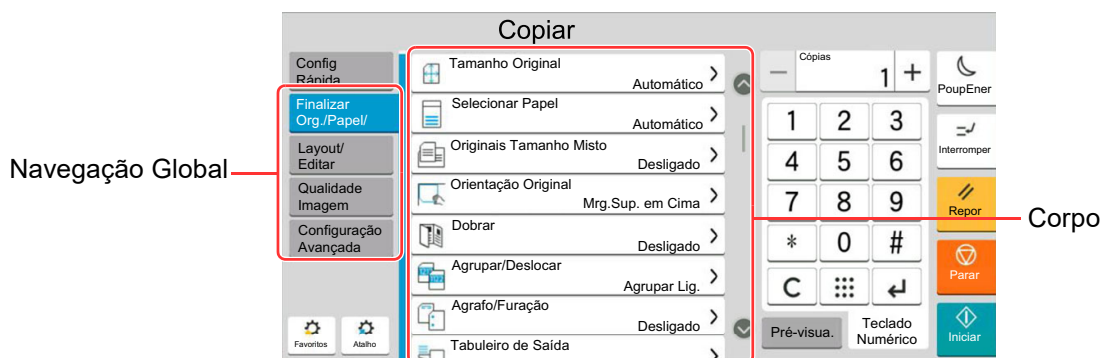 Copiar
Navegação Global
Config
Rápida
Finalizar
Org./Papel/
Layout/
Editar
Qualidade
Imagem
Configuração
Avançada
Favoritos
Atalho
Tamanho Original
Automático
Selecionar Papel
Automático
Originais Tamanho Misto
Desligado
Orientação Original
Mrg.Sup. em Cima
Dobrar
Desligado
Agrupar/Deslocar
Agrupar Lig.
Agrafo/Furação
Desligado
Tabuleiro de Saída
Cópias
1 +
1 2 3
4 5 6
7 8 9
* 0 #
C
Pré-visua.
Teclado
Numérico
PoupEner
Interromper
Repor
Parar
Iniciar
Corpo